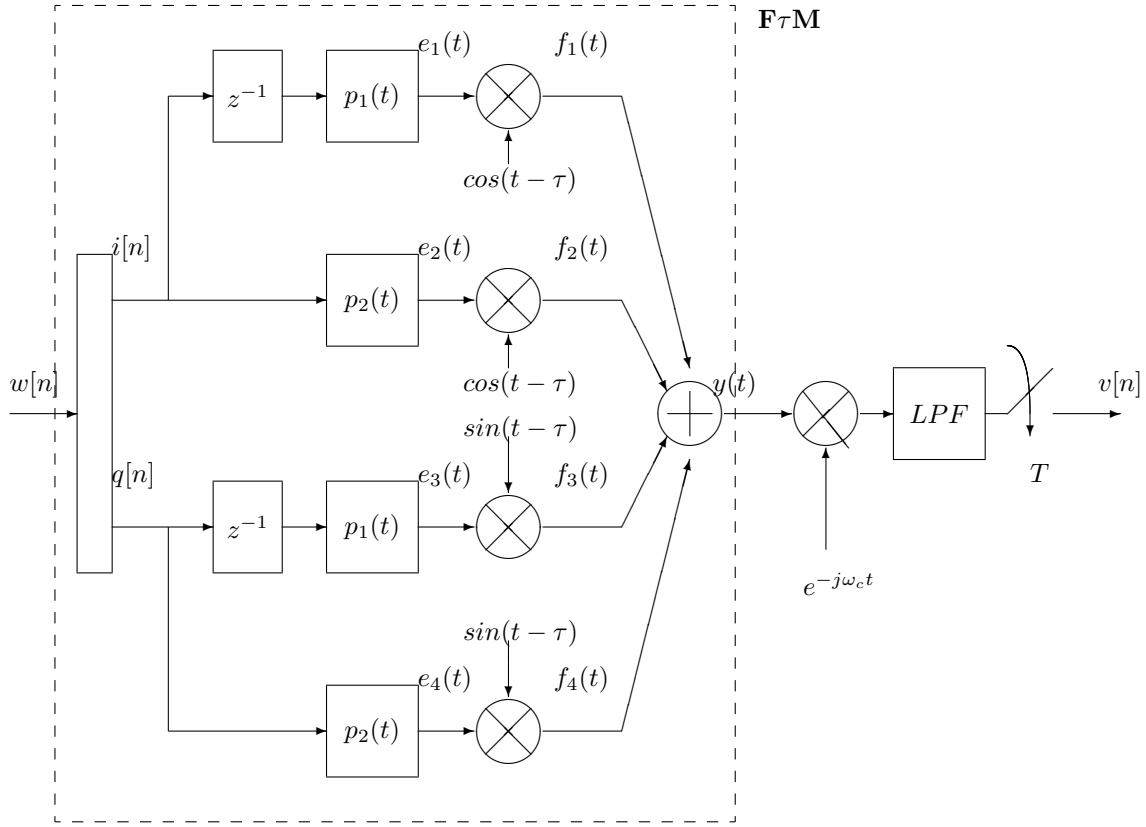 FτM
e₁(t) f₁(t)
z⁻¹ p₁(t)
cos(t − τ)
i[n] e₂(t) f₂(t)
p₂(t)
w[n] cos(t − τ) y(t) v[n]
LPF
sin(t − τ)
q[n] e₃(t) f₃(t) T
z⁻¹ p₁(t)
e^{−jω_c t}
sin(t − τ)
e₄(t) f₄(t)
p₂(t)